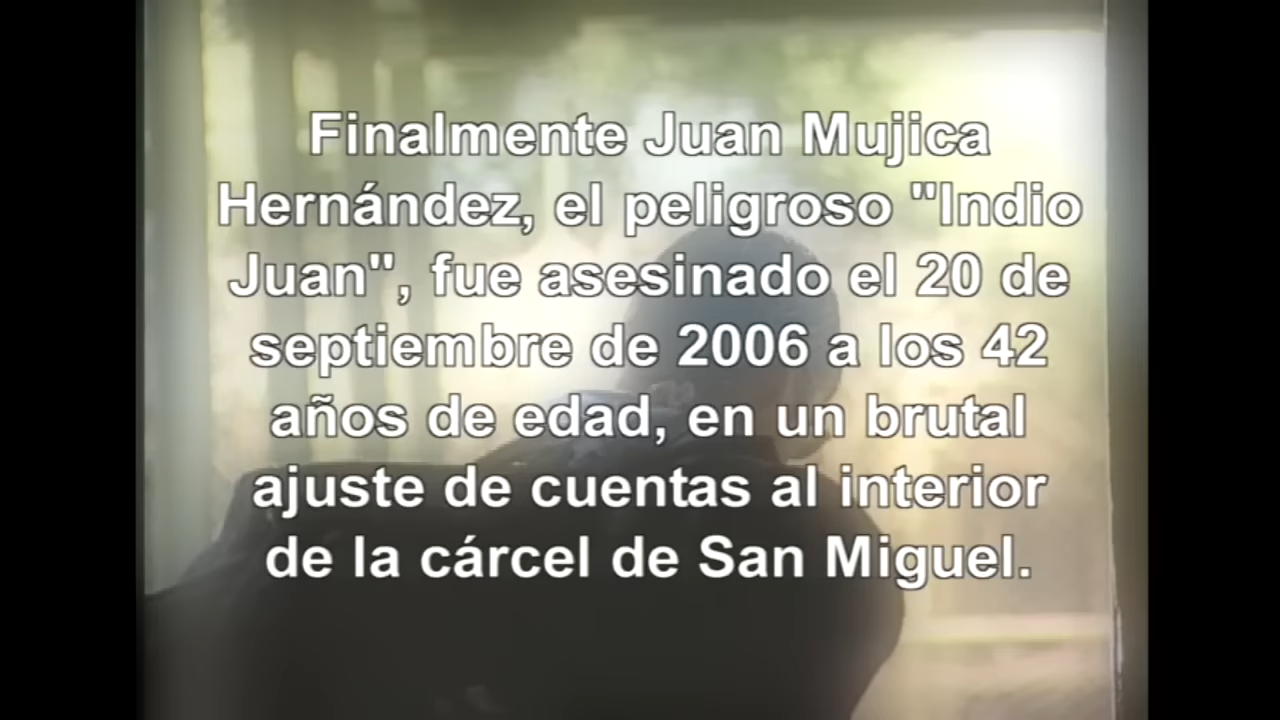 Finalmente Juan Mujica
Hernández, el peligroso "Indio
Juan", fue asesinado el 20 de
septiembre de 2006 a los 42
años de edad, en un brutal
ajuste de cuentas al interior
de la cárcel de San Miguel.